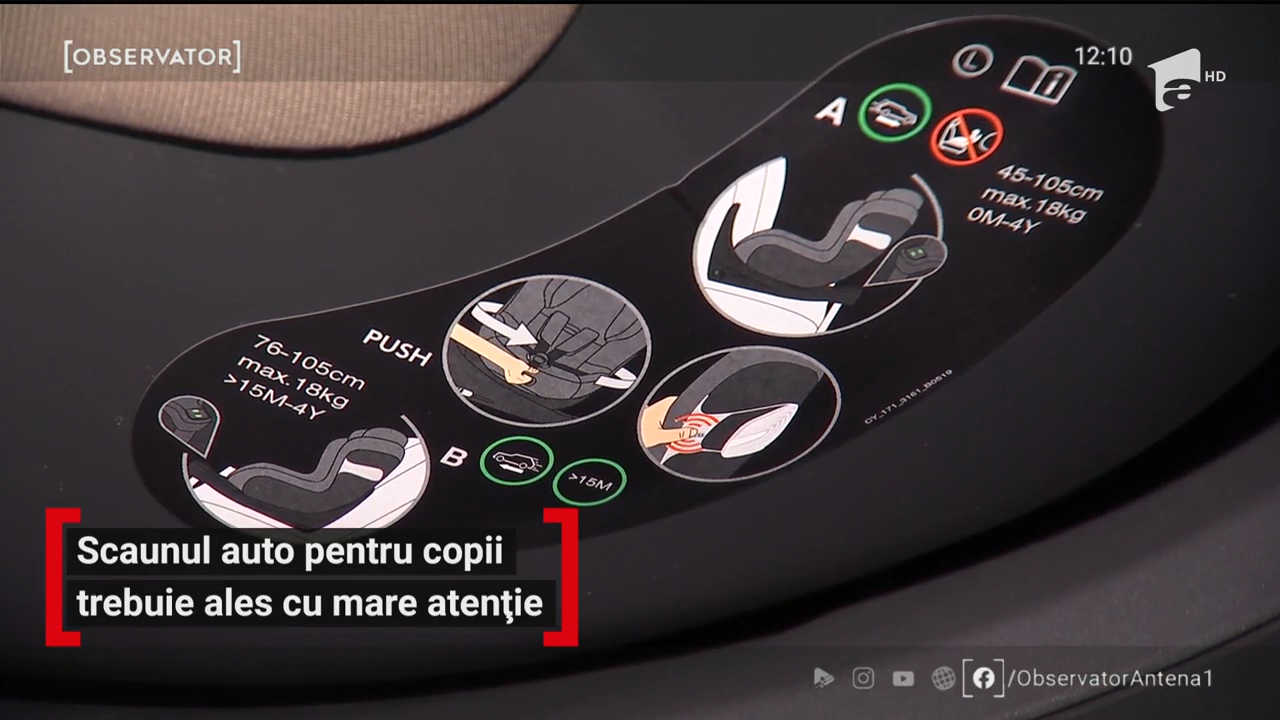 [OBSERVATOR]
12:10
HD
L
A
45-105cm
max.18kg
0M-4Y
PUSH
76-105cm
max.18kg
>15M-4Y
B
>15M
Scaunul auto pentru copii
trebuie ales cu mare atenţie
/ObservatorAntena1